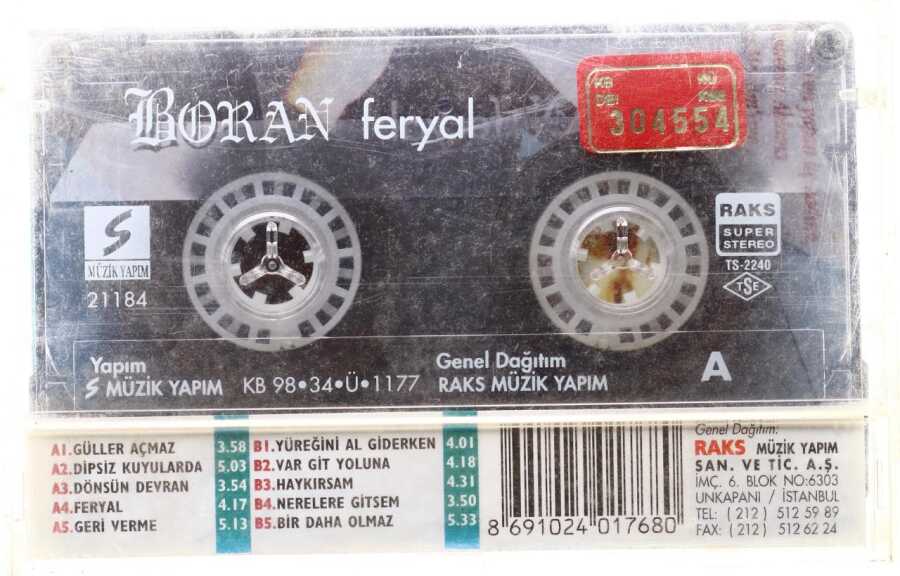 BORAN feryal
KB NÜ
DBI
304554
S
MÜZİK YAPIM
21184
RAKS
SUPER
STEREO
TS-2240
TSE
Yapım
S MÜZİK YAPIM KB 98•34•Ü•1177
Genel Dağıtım
RAKS MÜZİK YAPIM
A
A1.GÜLLER AÇMAZ 3.58
A2.DİPSİZ KUYULARDA 5.03
A3.DÖNSÜN DEVRAN 3.54
A4.FERYAL 4.17
A5.GERİ VERME 5.13
B1.YÜREĞİNİ AL GİDERKEN 4.01
B2.VAR GİT YOLUNA 4.18
B3.HAYKIRSAM 4.31
B4.NERELERE GİTSEM 3.50
B5.BİR DAHA OLMAZ 5.33
8 691024 017680
Genel Dağıtım:
RAKS MÜZİK YAPIM
SAN. VE TİC. A.Ş.
İMÇ. 6. BLOK NO:6303
UNKAPANI / İSTANBUL
TEL: (212) 512 59 89
FAX: (212) 512 62 24